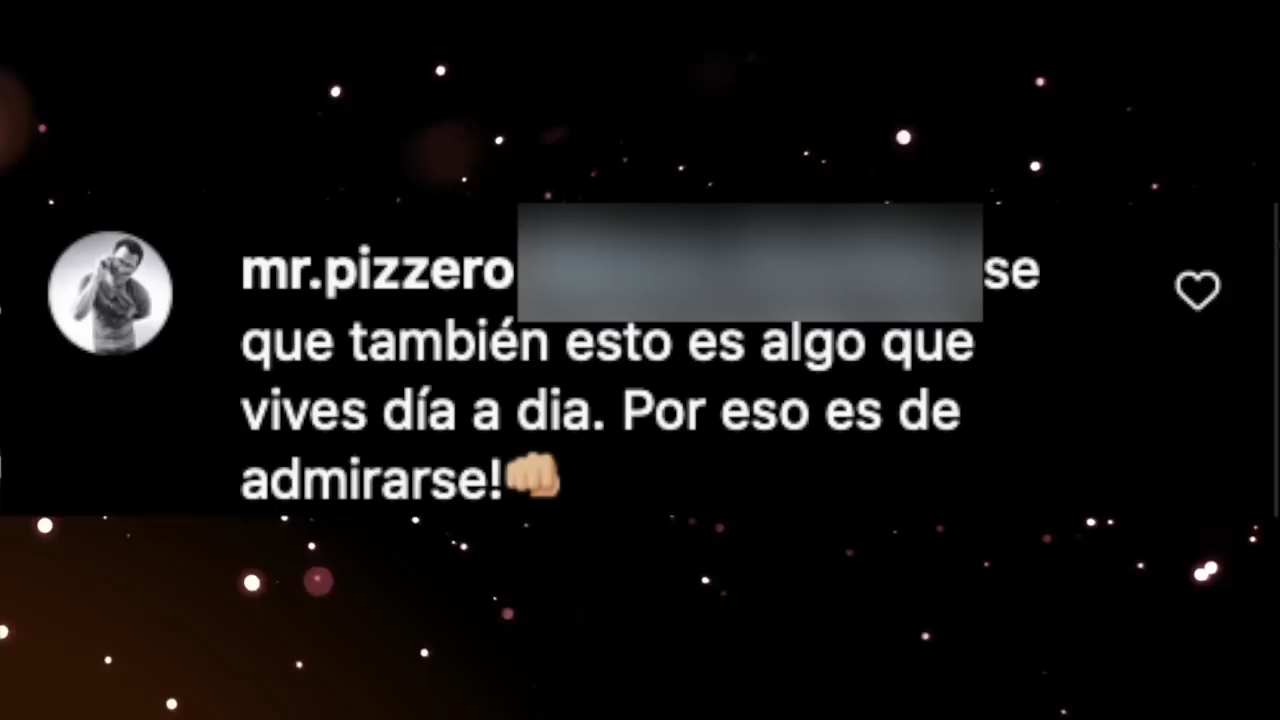 mr.pizzero se
que también esto es algo que
vives día a dia. Por eso es de
admirarse!👊🏼